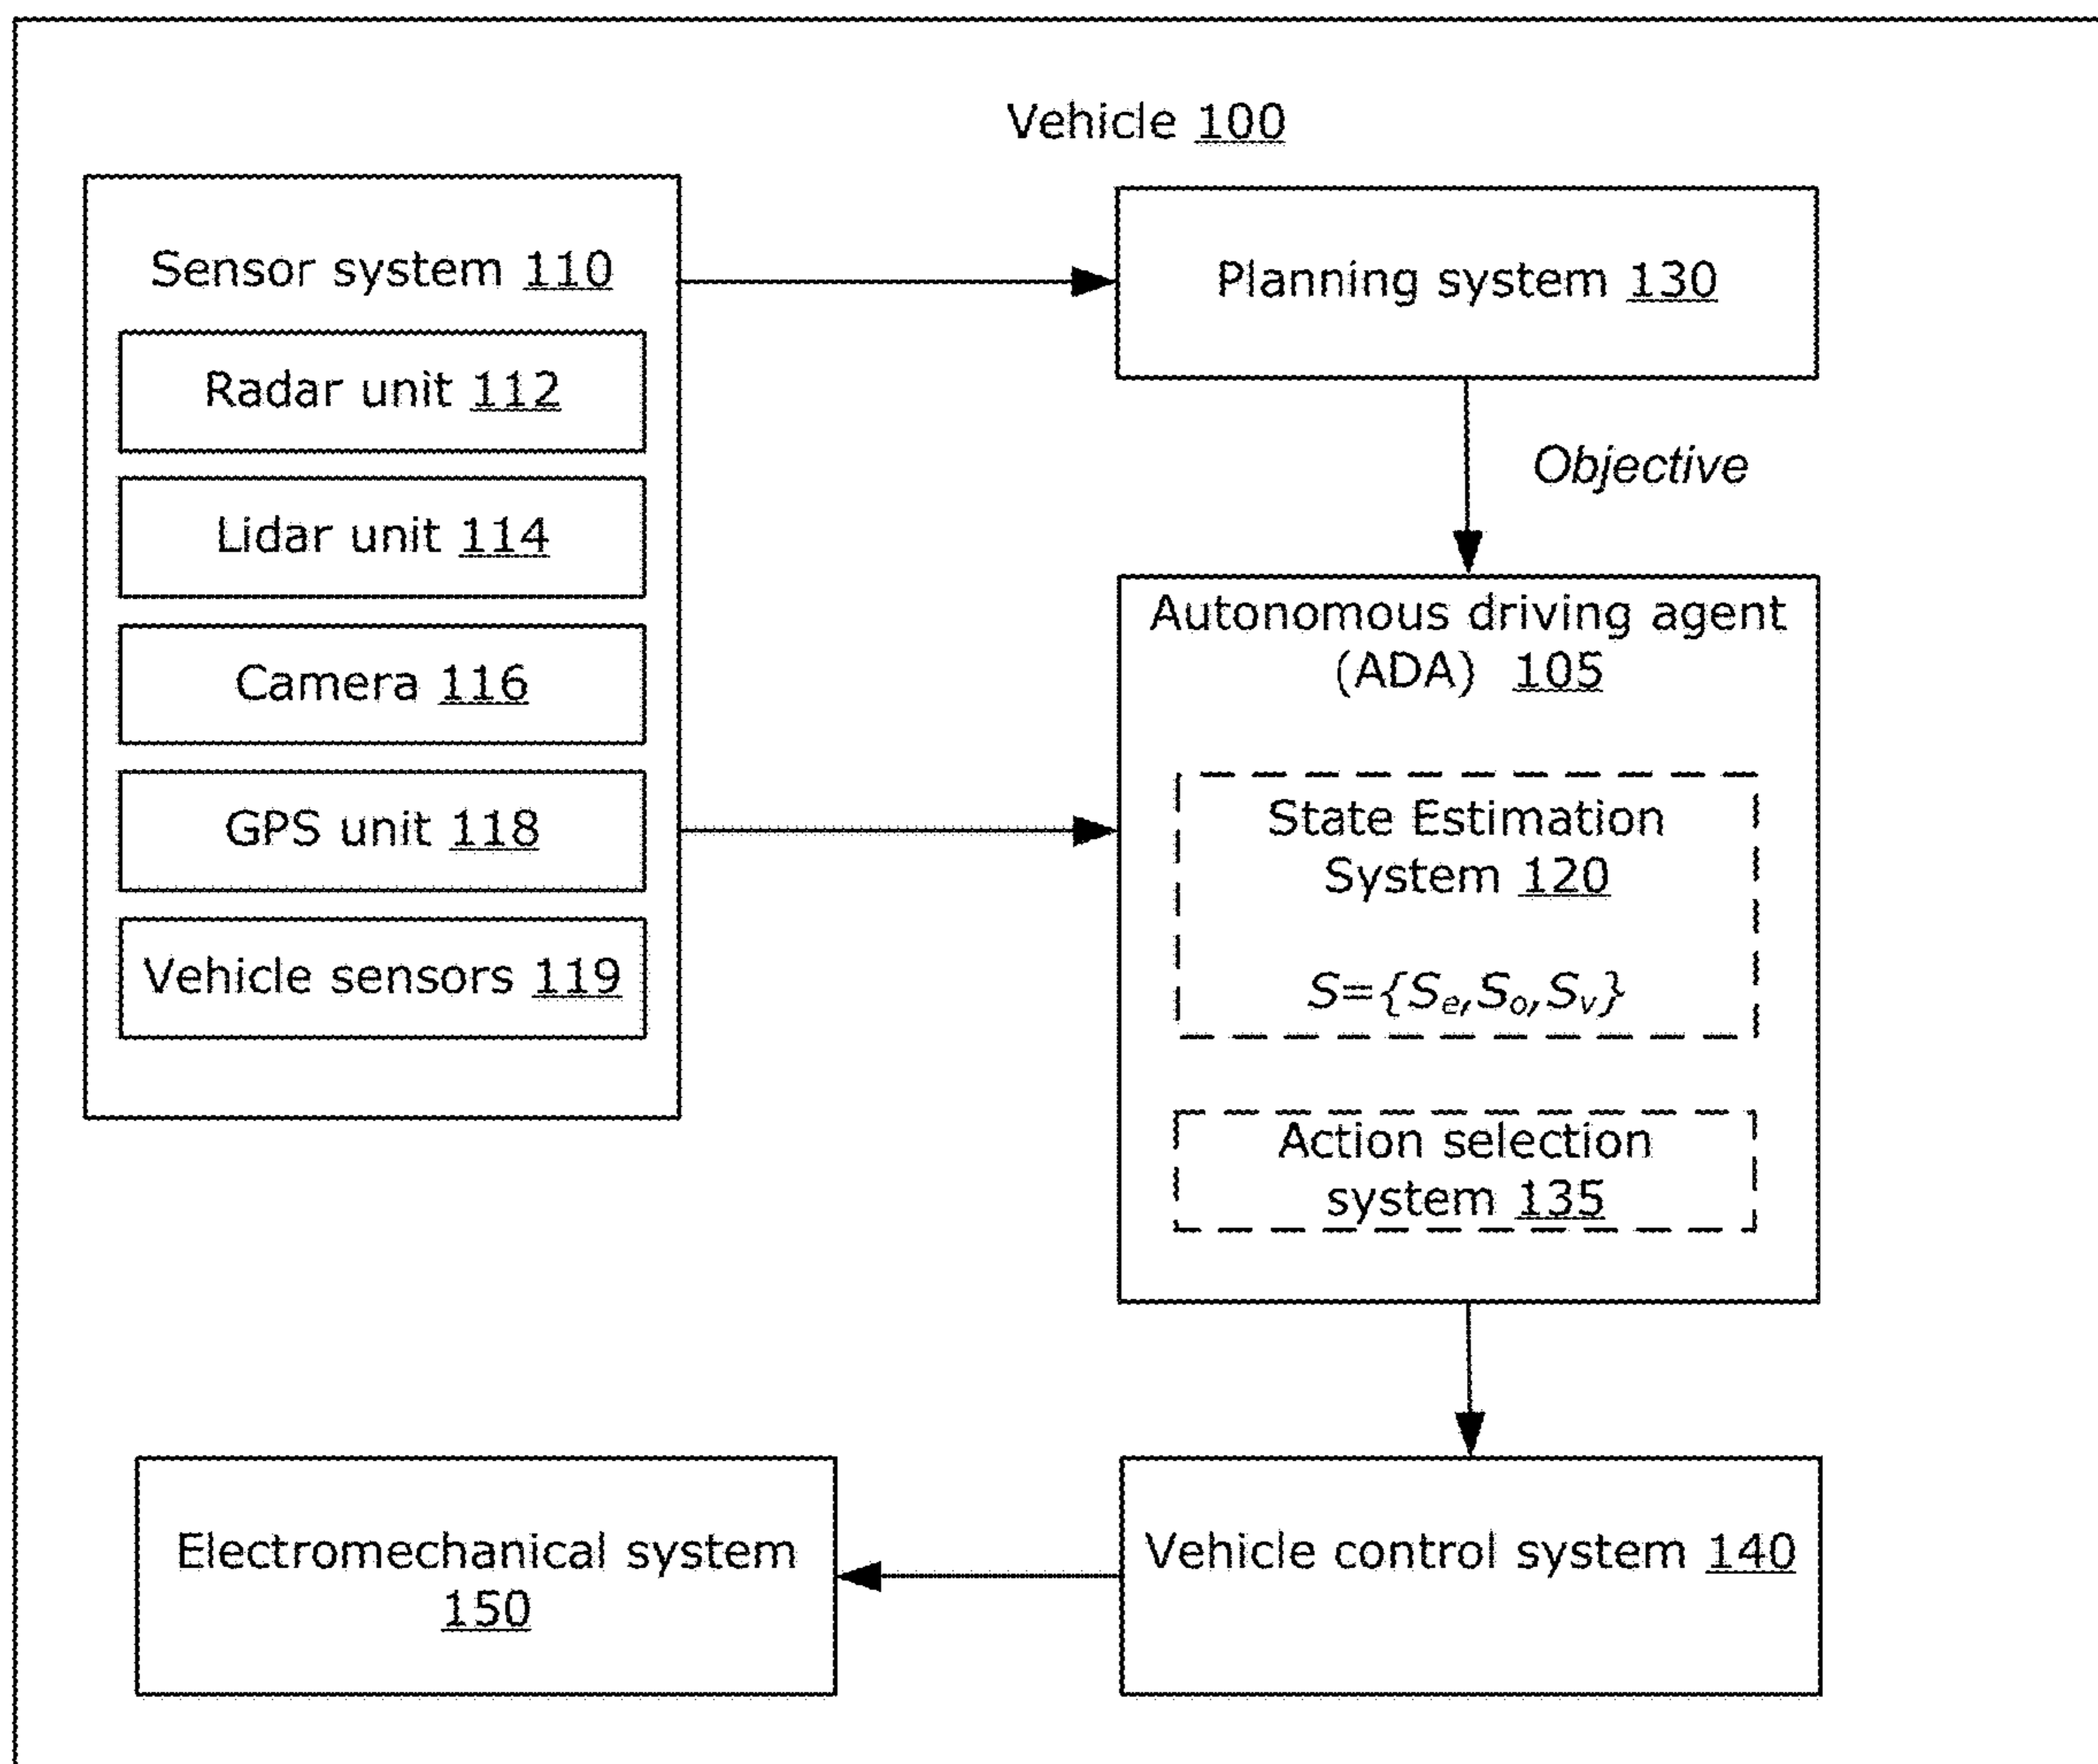 Vehicle 100
Sensor system 110
Radar unit 112
Lidar unit 114
Camera 116
GPS unit 118
Vehicle sensors 119
Planning system 130
Objective
Autonomous driving agent
(ADA) 105
State Estimation
System 120
S={Se,So,Sv}
Action selection
system 135
Vehicle control system 140
Electromechanical system
150